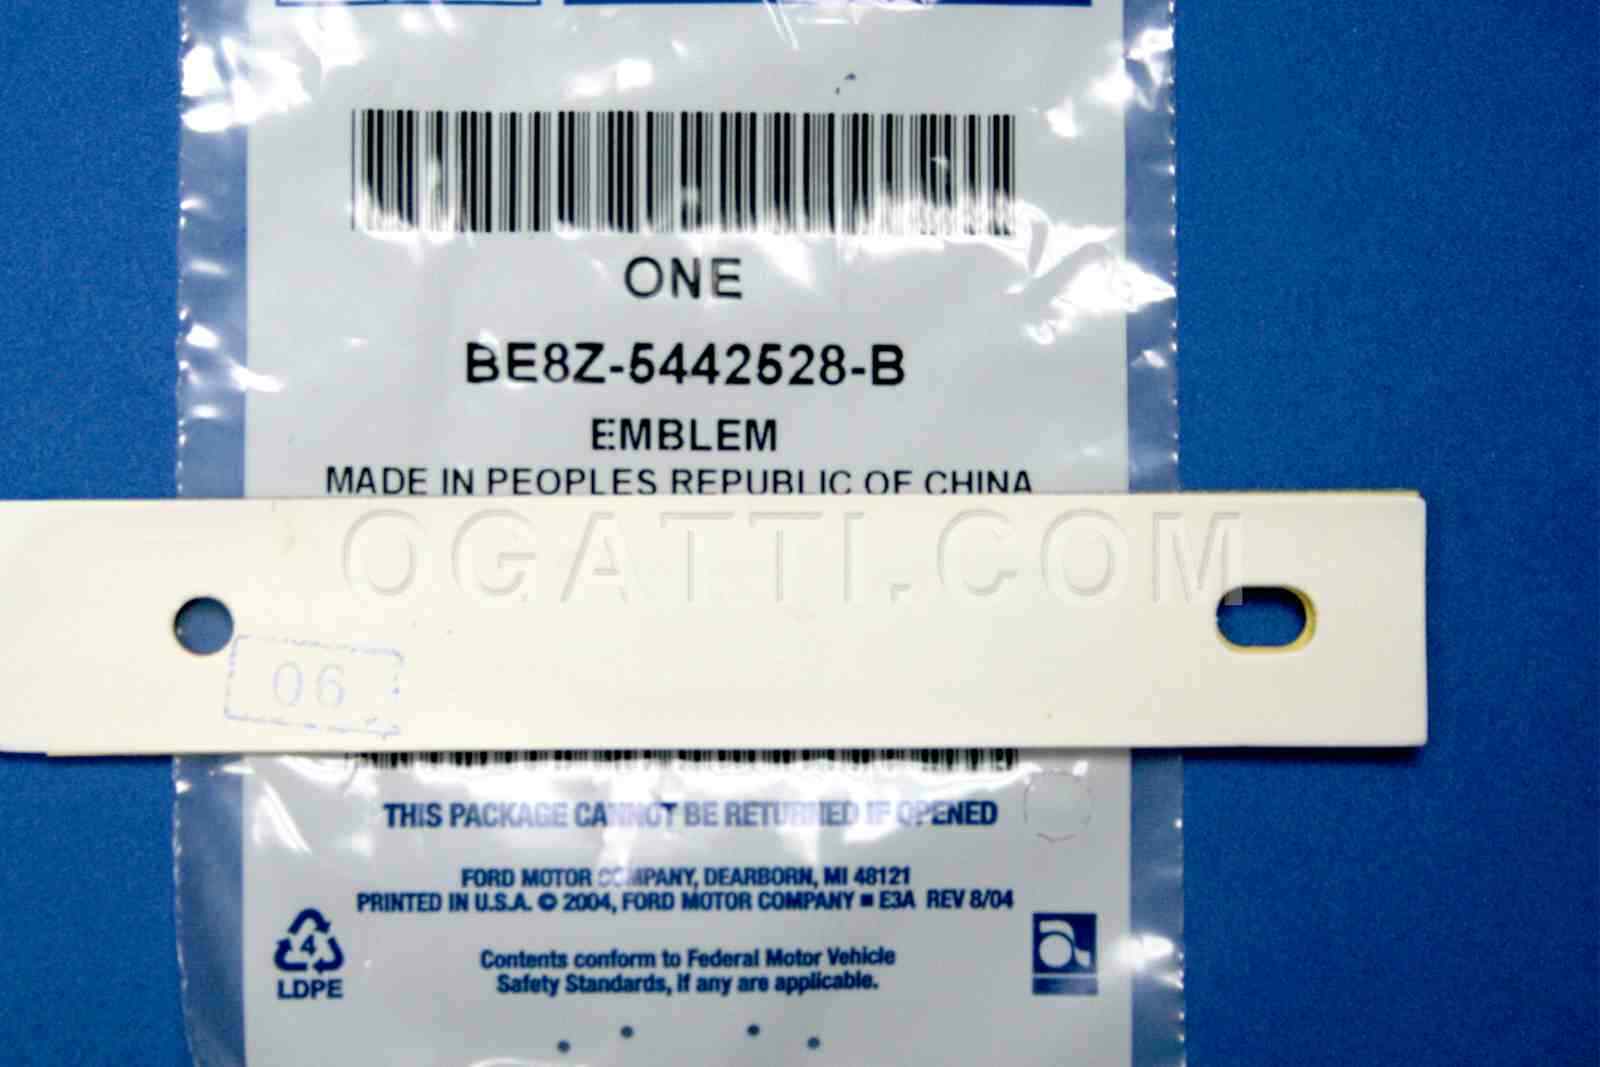 ONE
BE8Z-5442528-B
EMBLEM
MADE IN PEOPLES REPUBLIC OF CHINA
OGATTI.COM
06
THIS PACKAGE CANNOT BE RETURNED IF OPENED
FORD MOTOR COMPANY, DEARBORN, MI 48121
PRINTED IN U.S.A. © 2004, FORD MOTOR COMPANY ■ E3A REV 8/04
4
LDPE
Contents conform to Federal Motor Vehicle
Safety Standards, If any are applicable.